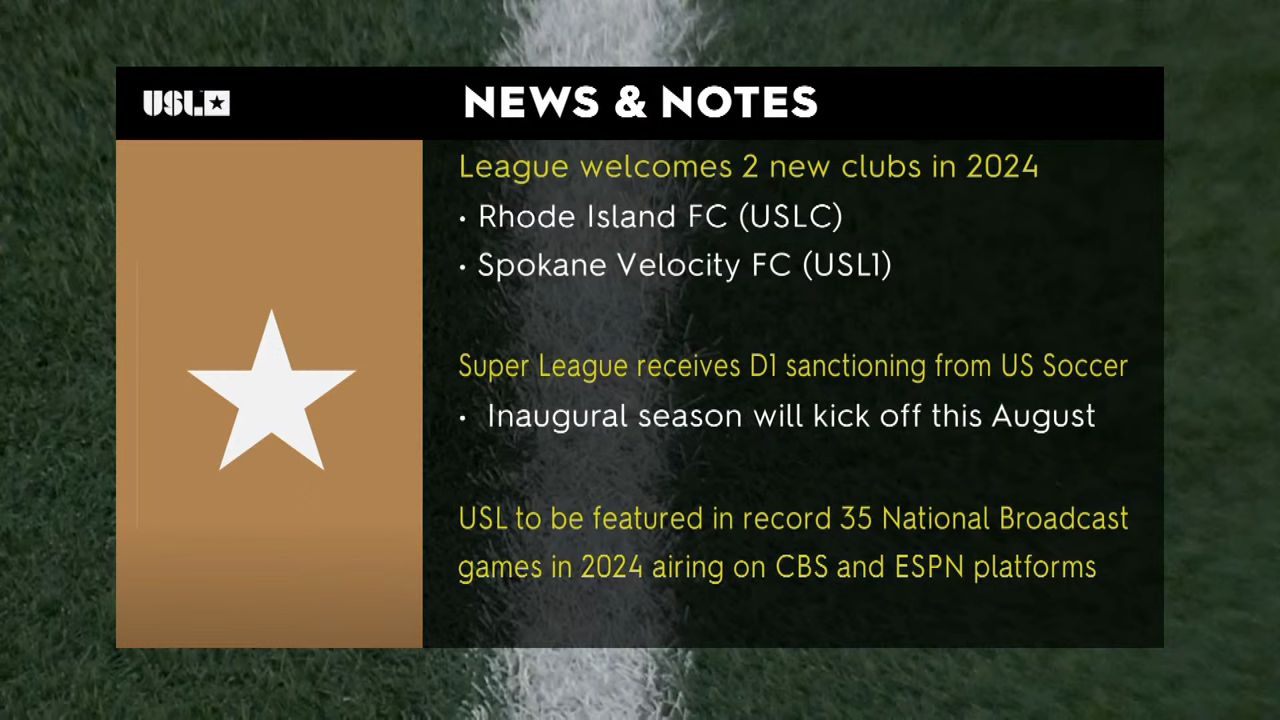 USL
NEWS & NOTES
League welcomes 2 new clubs in 2024
• Rhode Island FC (USLC)
• Spokane Velocity FC (USL1)
Super League receives D1 sanctioning from US Soccer
• Inaugural season will kick off this August
USL to be featured in record 35 National Broadcast
games in 2024 airing on CBS and ESPN platforms